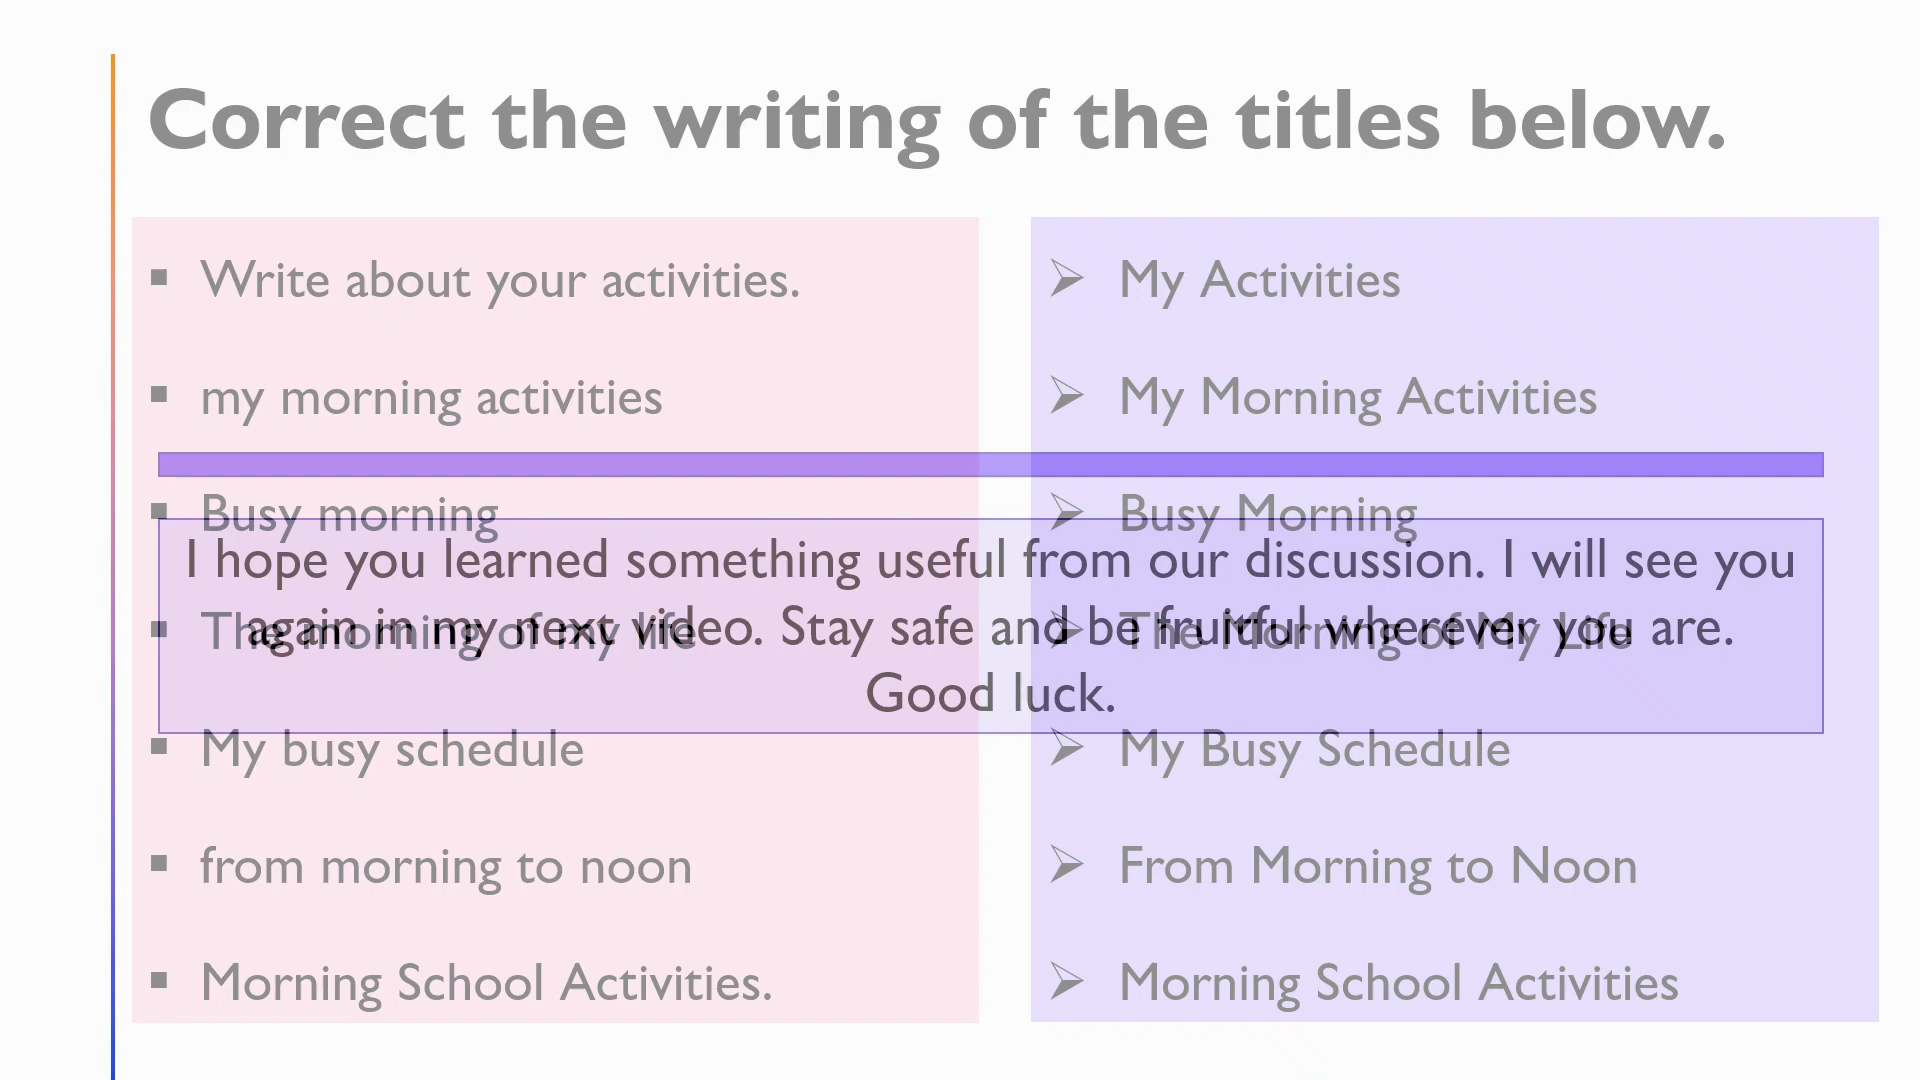 Correct the writing of the titles below.
Write about your activities.
my morning activities
Busy morning
The morning of my life
My busy schedule
from morning to noon
Morning School Activities.
My Activities
My Morning Activities
Busy Morning
The Morning of My Life
My Busy Schedule
From Morning to Noon
Morning School Activities
I hope you learned something useful from our discussion. I will see you
again in my next video. Stay safe and be fruitful wherever you are.
Good luck.